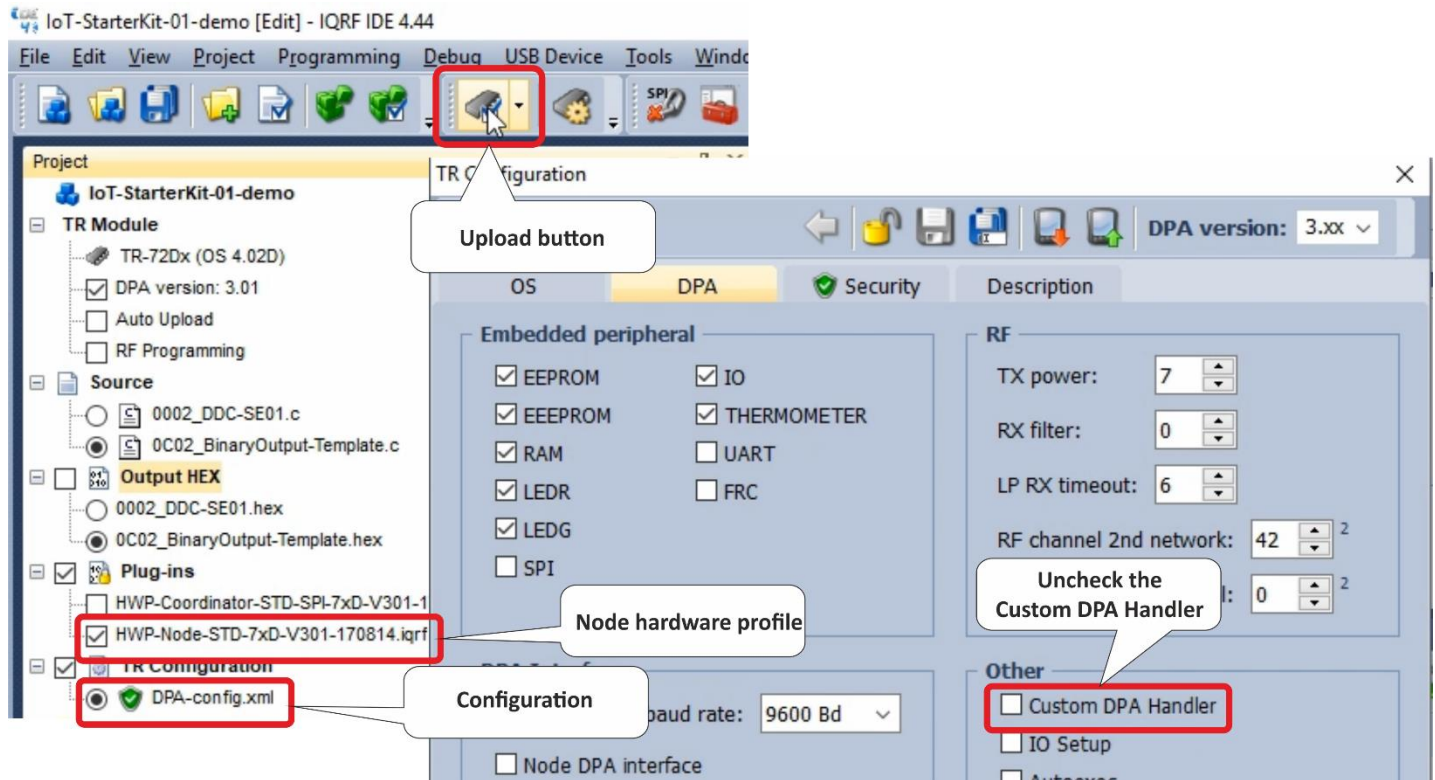 IoT-StarterKit-01-demo [Edit] - IQRF IDE 4.44
File Edit View Project Programming Debug USB Device Tools
SPI
Project
IoT-StarterKit-01-demo
TR Module
TR-72Dx (OS 4.02D)
DPA version: 3.01
Auto Upload
RF Programming
Source
0002_DDC-SE01.c
0C02_BinaryOutput-Template.c
Output HEX
0002_DDC-SE01.hex
0C02_BinaryOutput-Template.hex
Plug-ins
HWP-Coordinator-STD-SPI-7xD-V301-1
HWP-Node-STD-7xD-V301-170814.iqrf
TR Configuration
DPA-config.xml
Upload button
Node hardware profile
Configuration
TR Configuration
DPA version: 3.xx
OS DPA Security Description
Embedded peripheral
EEPROM IO
EEEPROM THERMOMETER
RAM UART
LEDR FRC
LEDG
SPI
baud rate: 9600 Bd
Node DPA interface
RF
TX power: 7
RX filter: 0
LP RX timeout: 6
RF channel 2nd network: 42 2
Uncheck the
Custom DPA Handler
0 2
Other
Custom DPA Handler
IO Setup